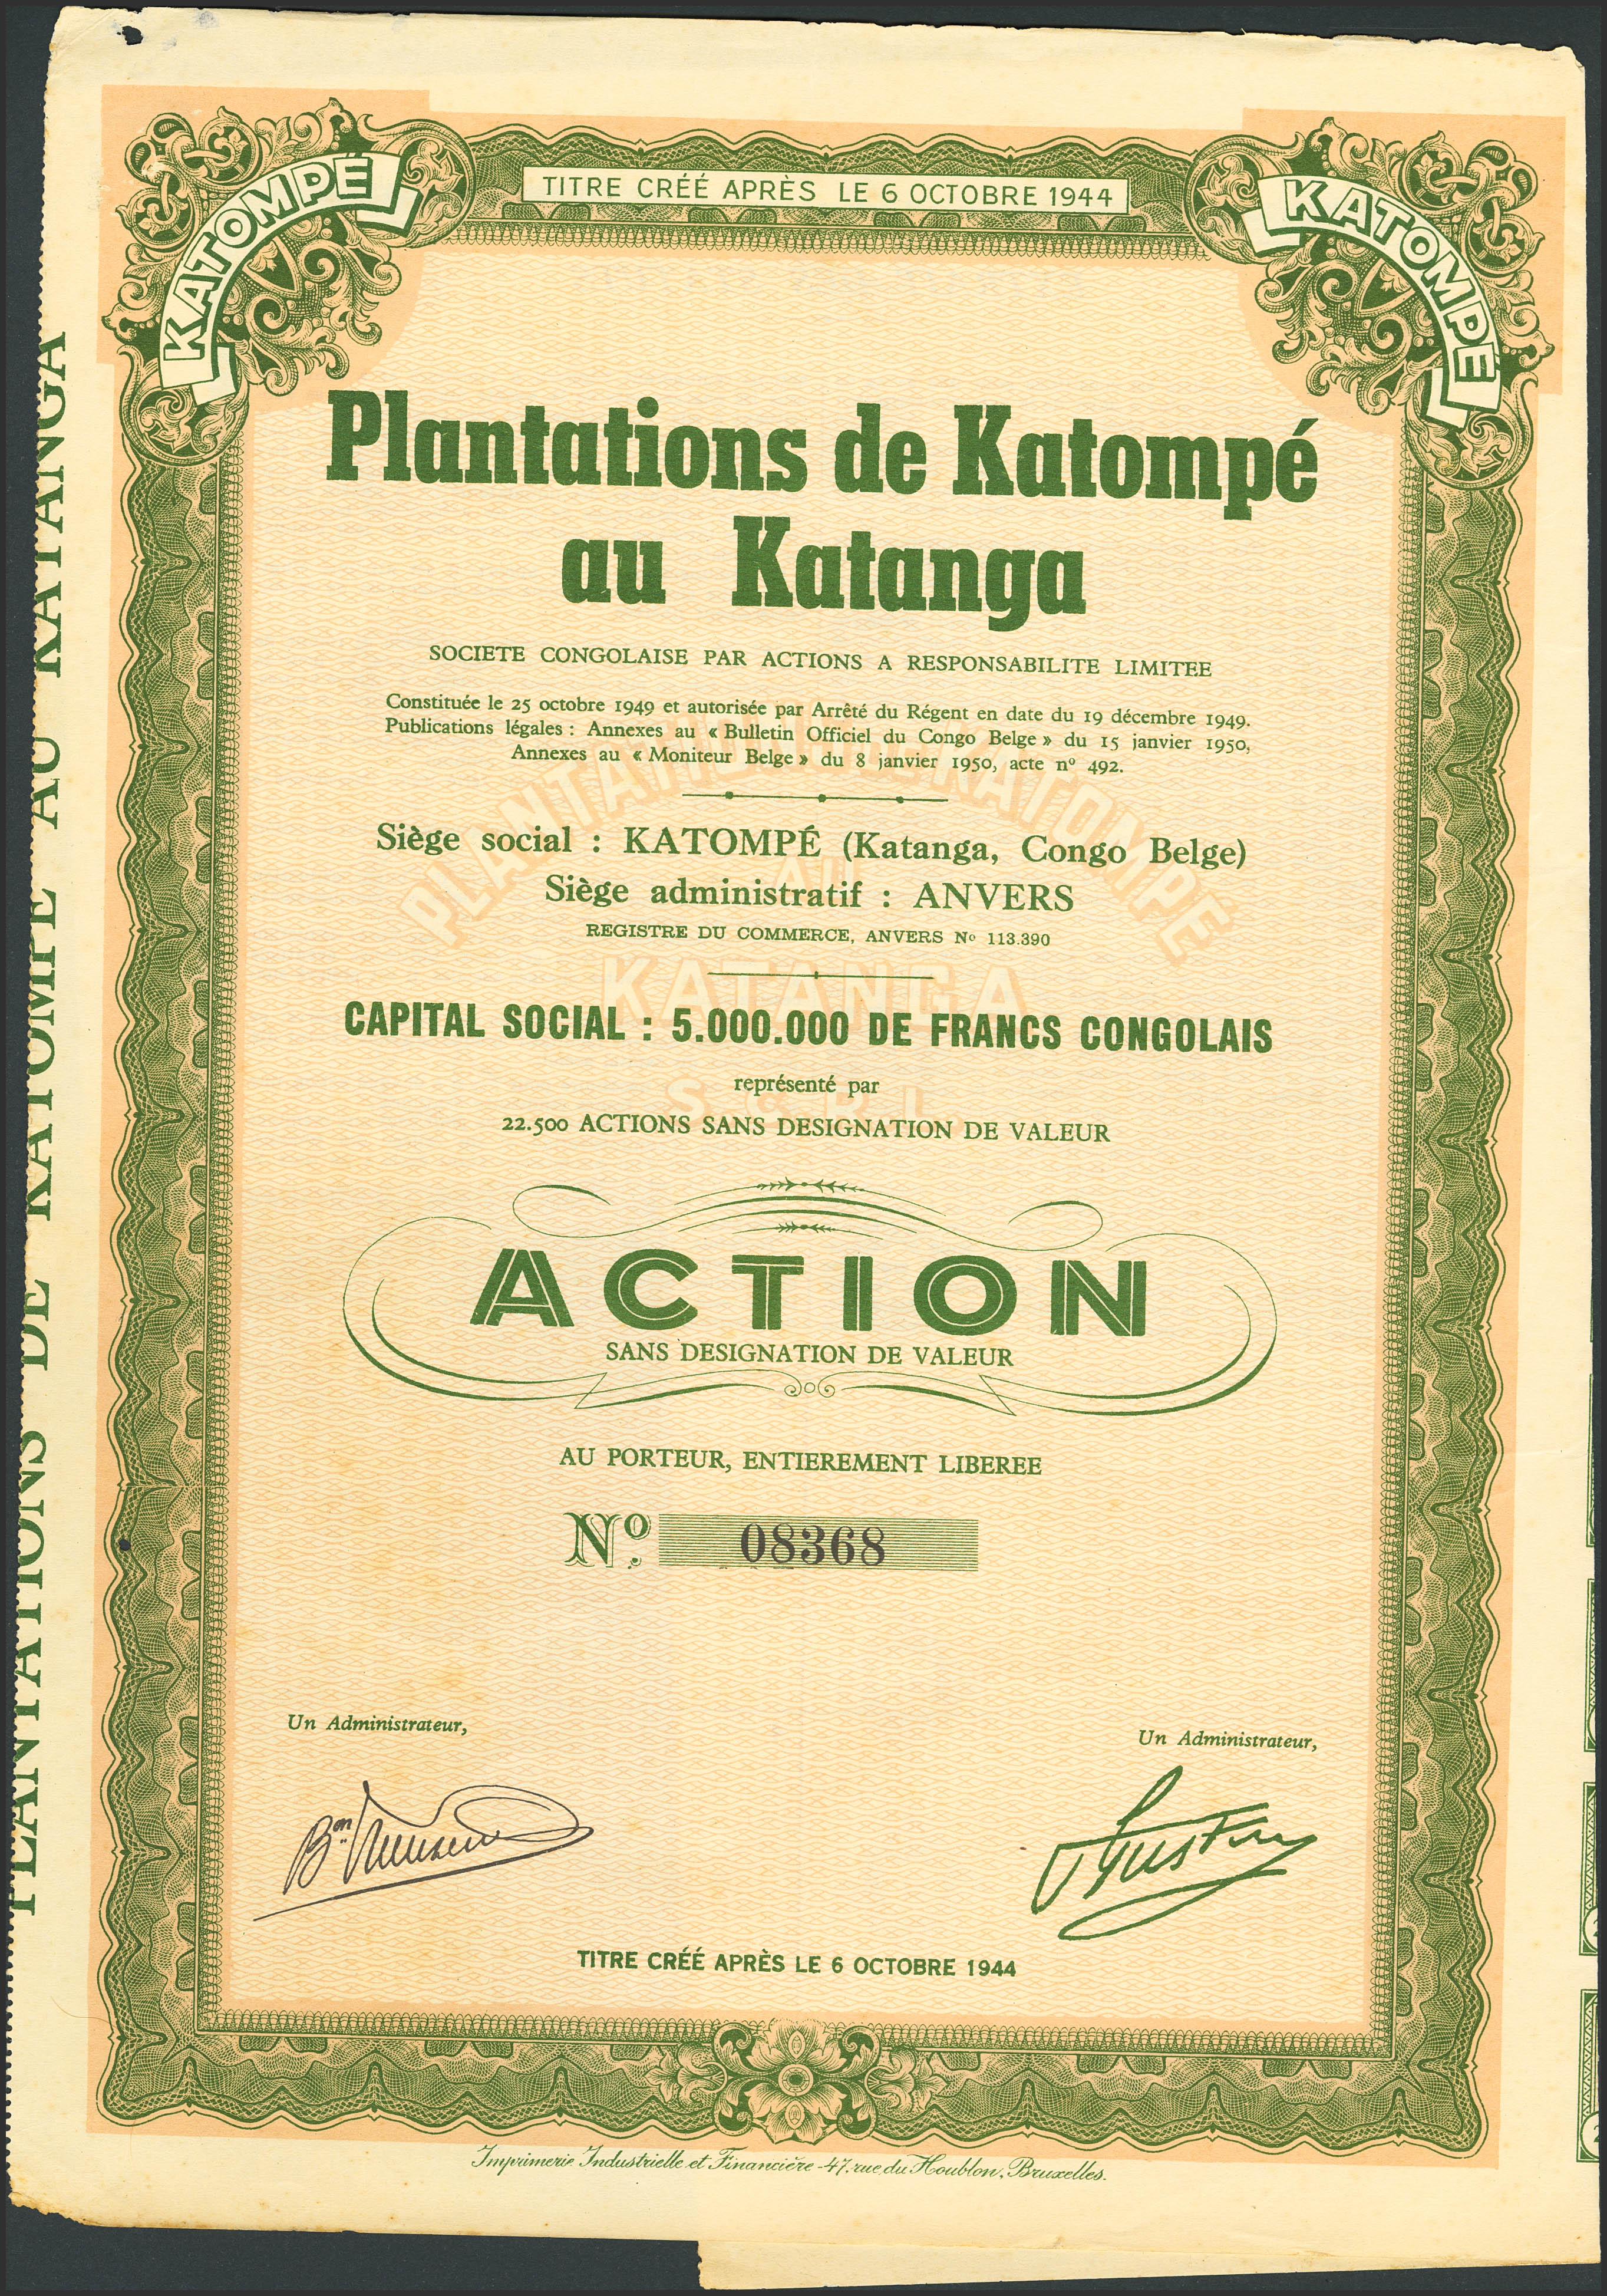 TITRE CRÉÉ APRÈS LE 6 OCTOBRE 1944
KATOMPÉ
KATOMPÉ
Plantations de Katompé
au Katanga
SOCIETE CONGOLAISE PAR ACTIONS A RESPONSABILITE LIMITEE
Constituée le 25 octobre 1949 et autorisée par Arrêté du Régent en date du 19 décembre 1949.
Publications légales : Annexes au « Bulletin Officiel du Congo Belge » du 15 janvier 1950,
Annexes au « Moniteur Belge » du 8 janvier 1950, acte nº 492.
PLANTATIONS DE KATOMPÉ
AU
KATANGA
S. C. R. L.
Siège social : KATOMPÉ (Katanga, Congo Belge)
Siège administratif : ANVERS
REGISTRE DU COMMERCE, ANVERS Nº 113.390
CAPITAL SOCIAL : 5.000.000 DE FRANCS CONGOLAIS
représenté par
22.500 ACTIONS SANS DESIGNATION DE VALEUR
ACTION
SANS DESIGNATION DE VALEUR
AU PORTEUR, ENTIEREMENT LIBEREE
Nº. 08368
Un Administrateur,
Un Administrateur,
TITRE CRÉÉ APRÈS LE 6 OCTOBRE 1944
Imprimerie Industrielle et Financière - 47, rue du Houblon, Bruxelles.
PLANTATIONS DE KATOMPE AU KATANGA